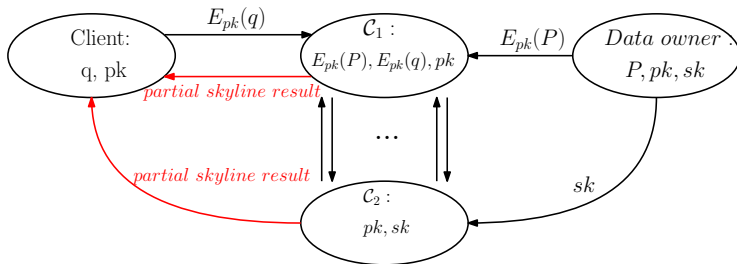 Client:
q, pk
E_{pk}(q)
C_1 :
E_{pk}(P), E_{pk}(q), pk
E_{pk}(P)
Data owner :
P, pk, sk
partial skyline result
...
partial skyline result
sk
C_2 :
pk, sk